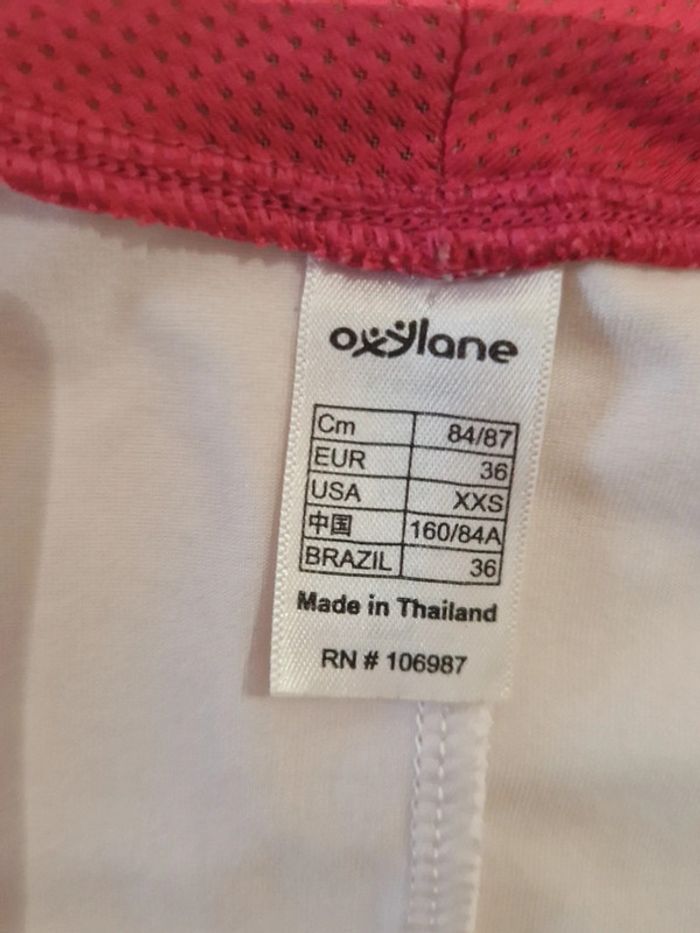 oxylane
Cm 84/87
EUR 36
USA XXS
中国 160/84A
BRAZIL 36
Made in Thailand
RN # 106987